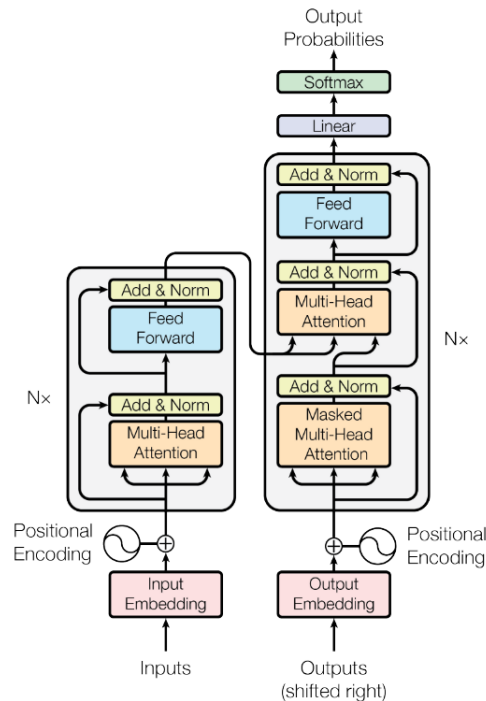 Output
Probabilities
Softmax
Linear
Add & Norm
Feed
Forward
Add & Norm
Multi-Head
Attention
Add & Norm
Masked
Multi-Head
Attention
N×
Add & Norm
Feed
Forward
Add & Norm
Multi-Head
Attention
N×
Positional
Encoding
Positional
Encoding
Input
Embedding
Output
Embedding
Inputs
Outputs
(shifted right)